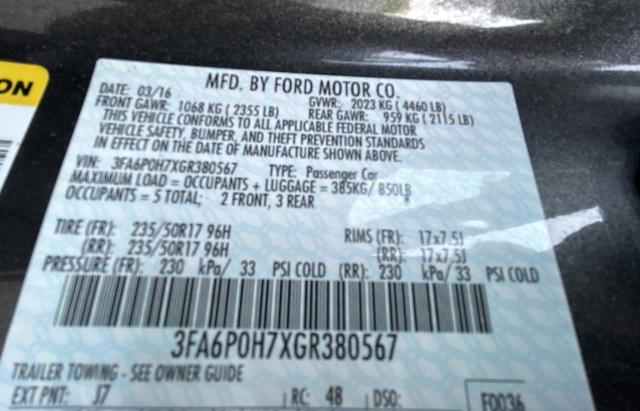 ON
MFD. BY FORD MOTOR CO.
DATE: 03/16 GVWR: 2023 KG ( 4460 LB)
FRONT GAWR: 1068 KG ( 2355 LB) REAR GAWR: 959 KG ( 2115 LB)
THIS VEHICLE CONFORMS TO ALL APPLICABLE FEDERAL MOTOR
VEHICLE SAFETY, BUMPER, AND THEFT PREVENTION STANDARDS
IN EFFECT ON THE DATE OF MANUFACTURE SHOWN ABOVE.
VIN: 3FA6P0H7XGR380567 TYPE: Passenger Car
MAXIMUM LOAD = OCCUPANTS + LUGGAGE = 385KG/ 850LB
OCCUPANTS = 5 TOTAL; 2 FRONT, 3 REAR
TIRE (FR): 235/50R17 96H RIMS (FR): 17x7.5J
(RR): 235/50R17 96H (RR): 17x7.5J
PRESSURE (FR): 230 kPa/ 33 PSI COLD (RR): 230 kPa/ 33 PSI COLD
3FA6P0H7XGR380567
TRAILER TOWING - SEE OWNER GUIDE
EXT PNT: J7 RC: 48 DSO: F0036